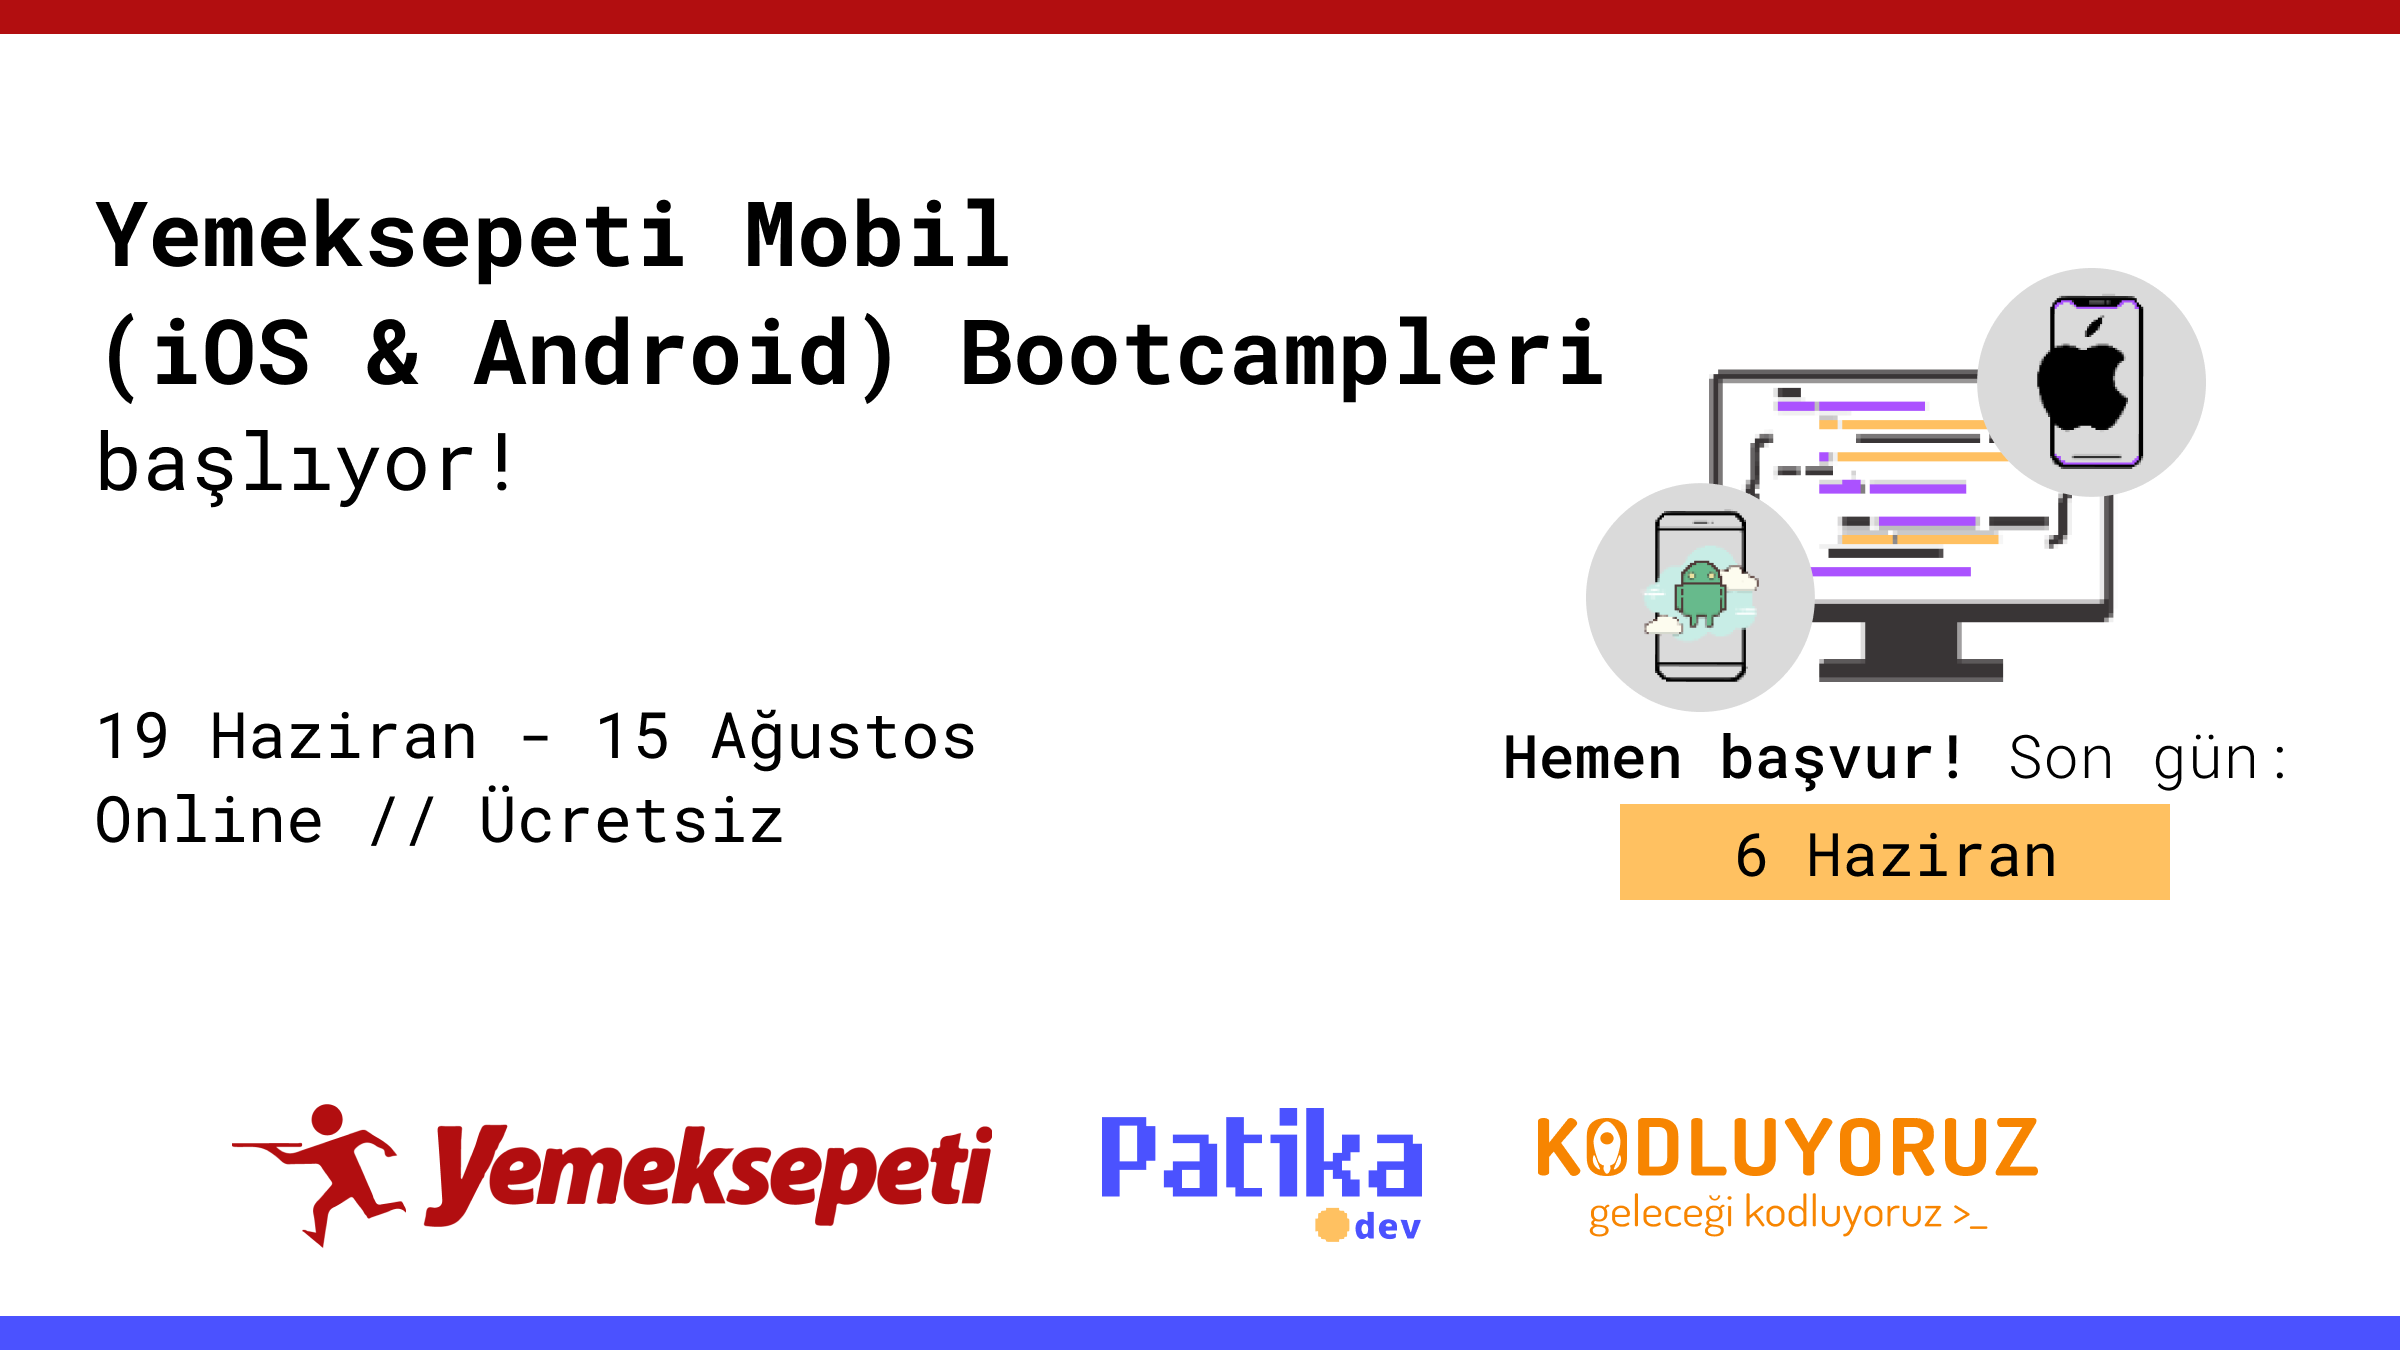 Yemeksepeti Mobil
(iOS & Android) Bootcampleri
başlıyor!
19 Haziran - 15 Ağustos
Online // Ücretsiz
Hemen başvur! Son gün:
6 Haziran
Yemeksepeti
Patika
dev
KODLUYORUZ
geleceği kodluyoruz >_